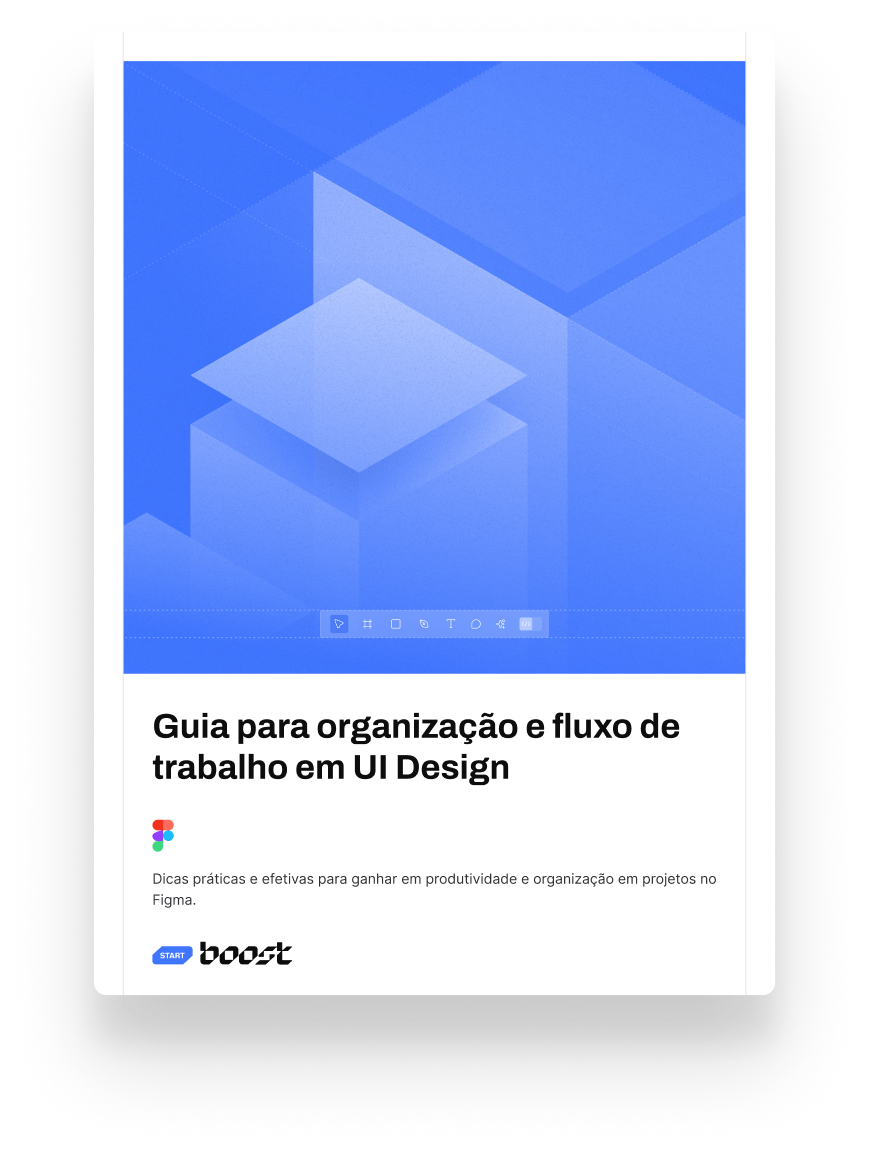 Guia para organização e fluxo de
trabalho em UI Design
Dicas práticas e efetivas para ganhar em produtividade e organização em projetos no
Figma.
START boost